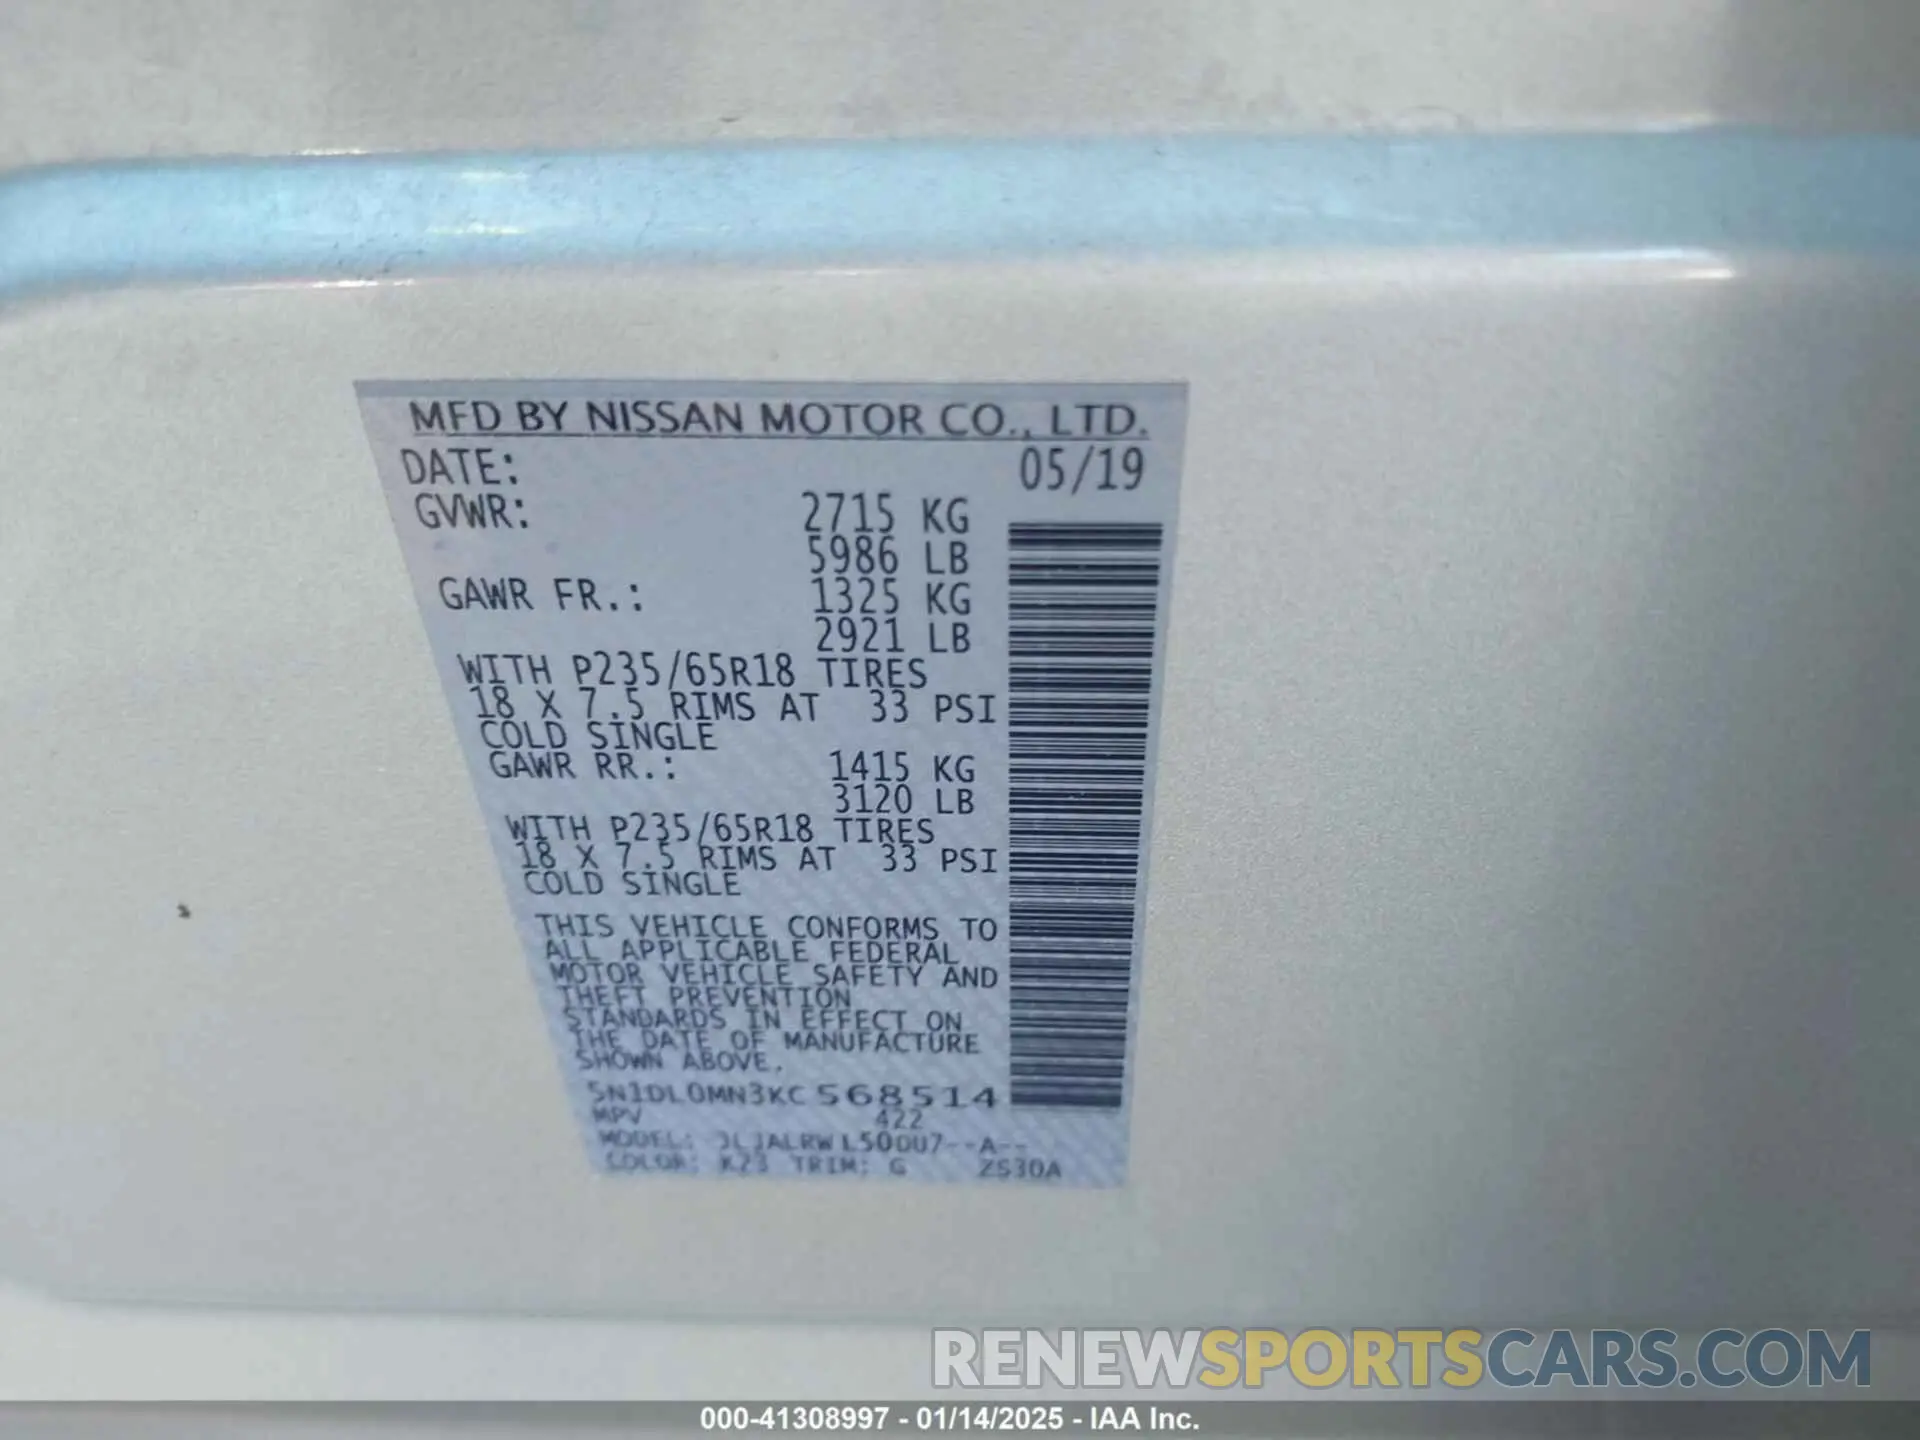 MFD BY NISSAN MOTOR CO., LTD.
DATE: 05/19
GVWR: 2715 KG
5986 LB
GAWR FR.: 1325 KG
2921 LB
WITH P235/65R18 TIRES
18 X 7.5 RIMS AT 33 PSI
COLD SINGLE
GAWR RR.: 1415 KG
3120 LB
WITH P235/65R18 TIRES
18 X 7.5 RIMS AT 33 PSI
COLD SINGLE
THIS VEHICLE CONFORMS TO
ALL APPLICABLE FEDERAL
MOTOR VEHICLE SAFETY AND
THEFT PREVENTION
STANDARDS IN EFFECT ON
THE DATE OF MANUFACTURE
SHOWN ABOVE.
5N1DL0MN3KC568514
MPV 422
MODEL:
COLOR: K23 TRIM: G ZS30A
RENEWSPORTSCARS.COM
000-41308997 - 01/14/2025 - IAA Inc.